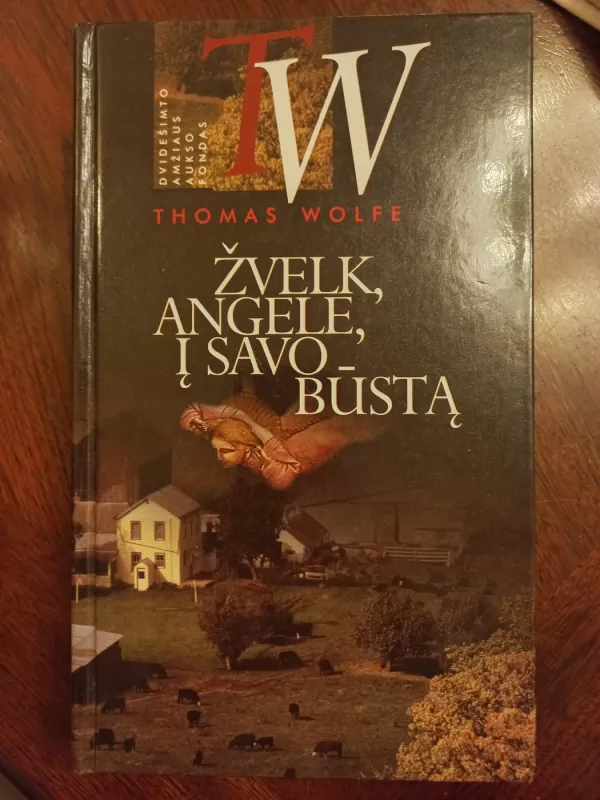 DVIDEŠIMTO
AMŽIAUS
AUKSO
FONDAS
TW
THOMAS WOLFE
ŽVELK,
ANGELE,
Į SAVO
BŪSTĄ